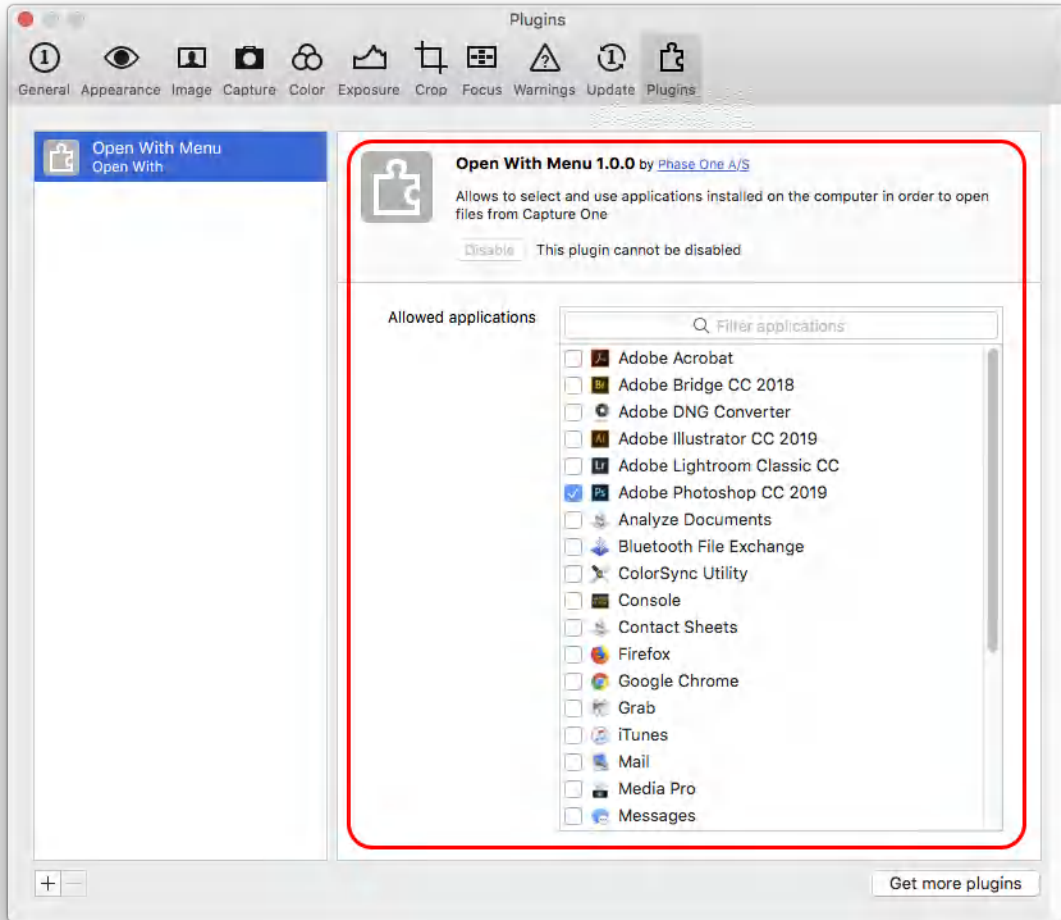 Plugins
General Appearance Image Capture Color Exposure Crop Focus Warnings Update Plugins
Open With Menu
Open With
Open With Menu 1.0.0 by Phase One A/S
Allows to select and use applications installed on the computer in order to open
files from Capture One
Disable This plugin cannot be disabled
Allowed applications
Filter applications
Adobe Acrobat
Br Adobe Bridge CC 2018
Adobe DNG Converter
Ai Adobe Illustrator CC 2019
Lr Adobe Lightroom Classic CC
Ps Adobe Photoshop CC 2019
Analyze Documents
Bluetooth File Exchange
ColorSync Utility
Console
Contact Sheets
Firefox
Google Chrome
Grab
iTunes
Mail
Media Pro
Messages
Get more plugins